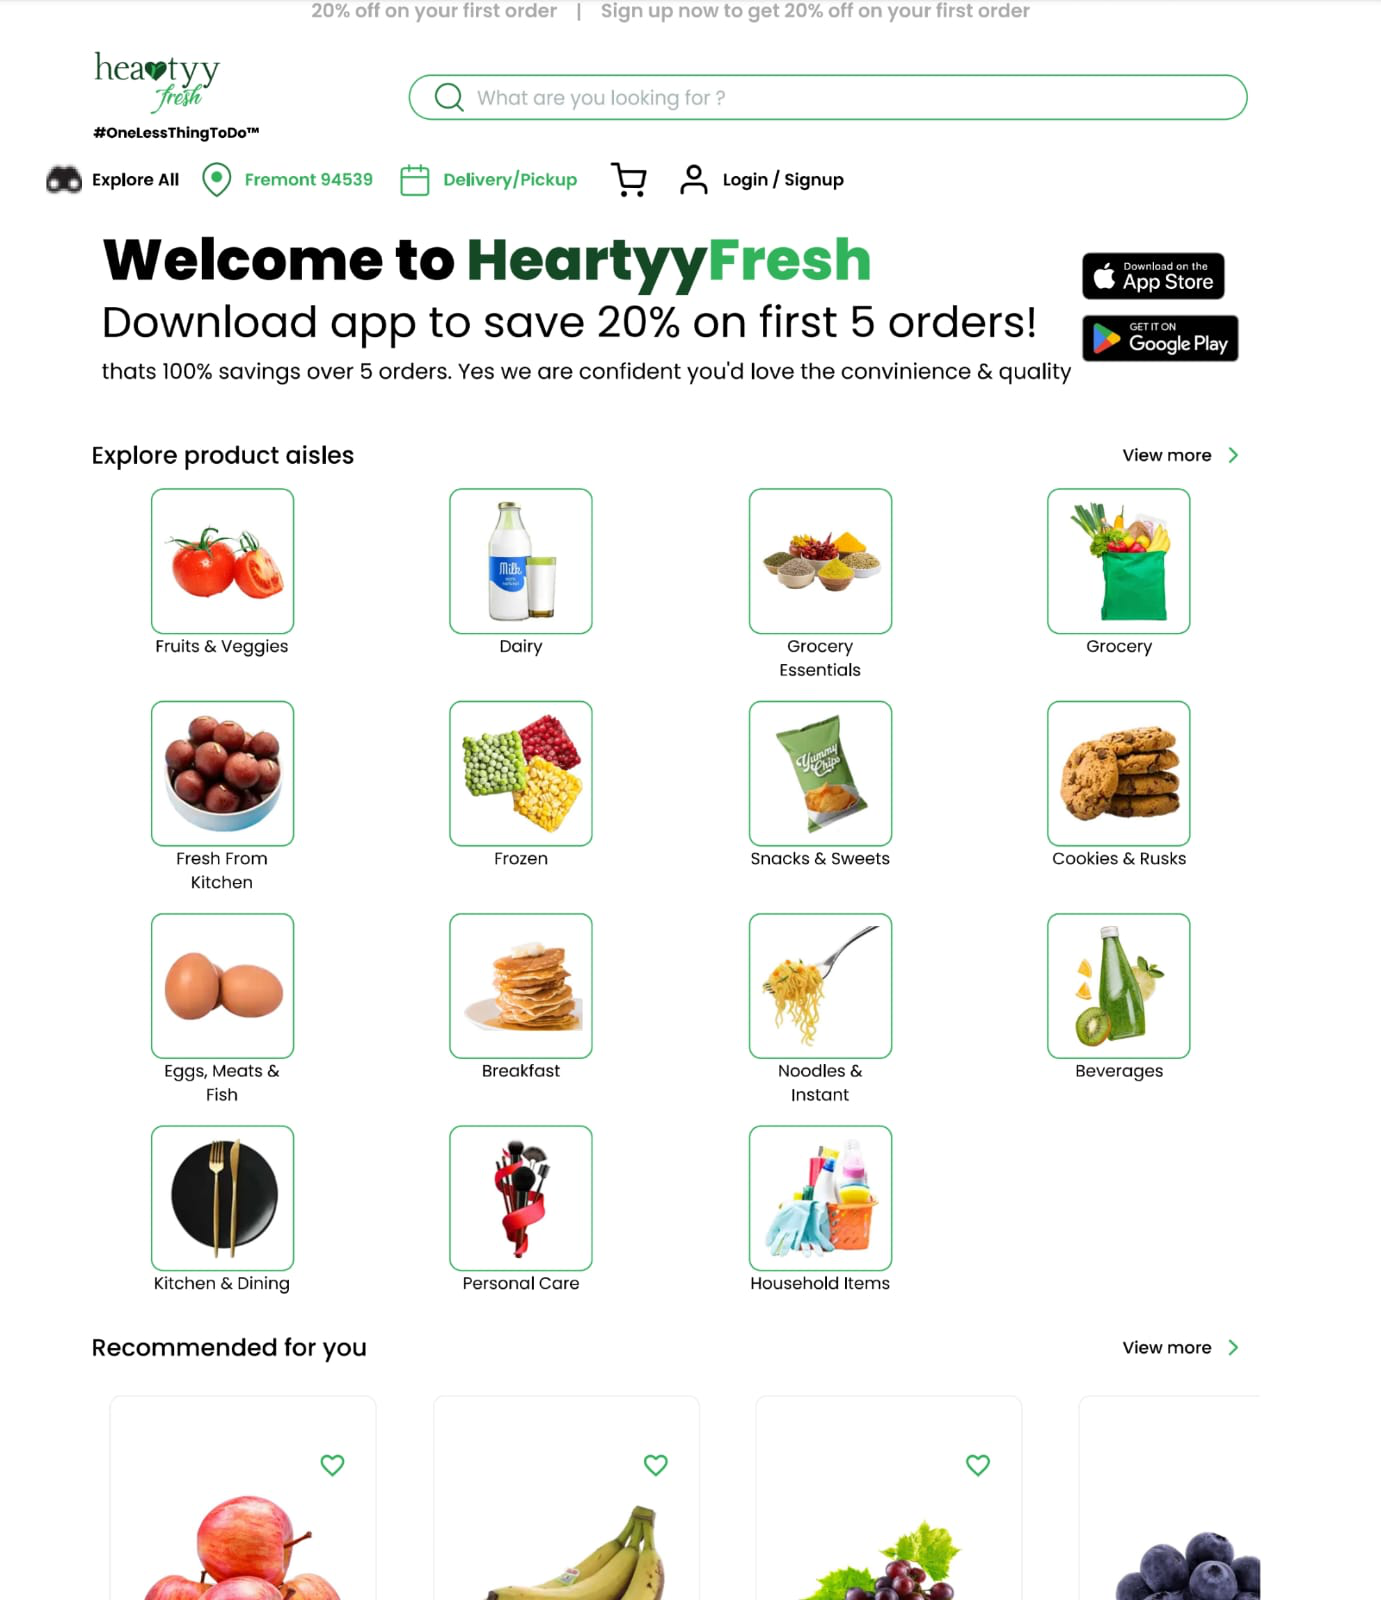 20% off on your first order | Sign up now to get 20% off on your first order
heartyy
fresh
#OneLessThingToDo™
What are you looking for ?
Explore All
Fremont 94539
Delivery/Pickup
Login / Signup
Welcome to HeartyyFresh
Download app to save 20% on first 5 orders!
thats 100% savings over 5 orders. Yes we are confident you'd love the convinience & quality
Download on the
App Store
GET IT ON
Google Play
Explore product aisles
View more
Milk
Fruits & Veggies
Dairy
Grocery
Essentials
Grocery
Yummy
Chips
Fresh From
Kitchen
Frozen
Snacks & Sweets
Cookies & Rusks
Eggs, Meats &
Fish
Breakfast
Noodles &
Instant
Beverages
Kitchen & Dining
Personal Care
Household Items
Recommended for you
View more